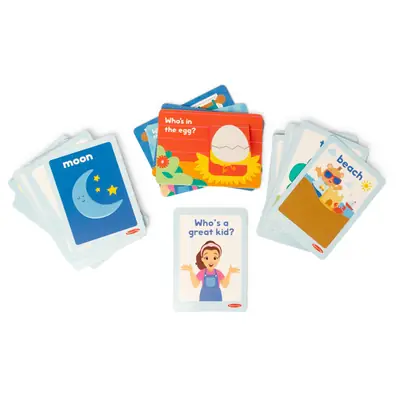 moon
Who's in
the egg?
beach
Who's a
great kid?